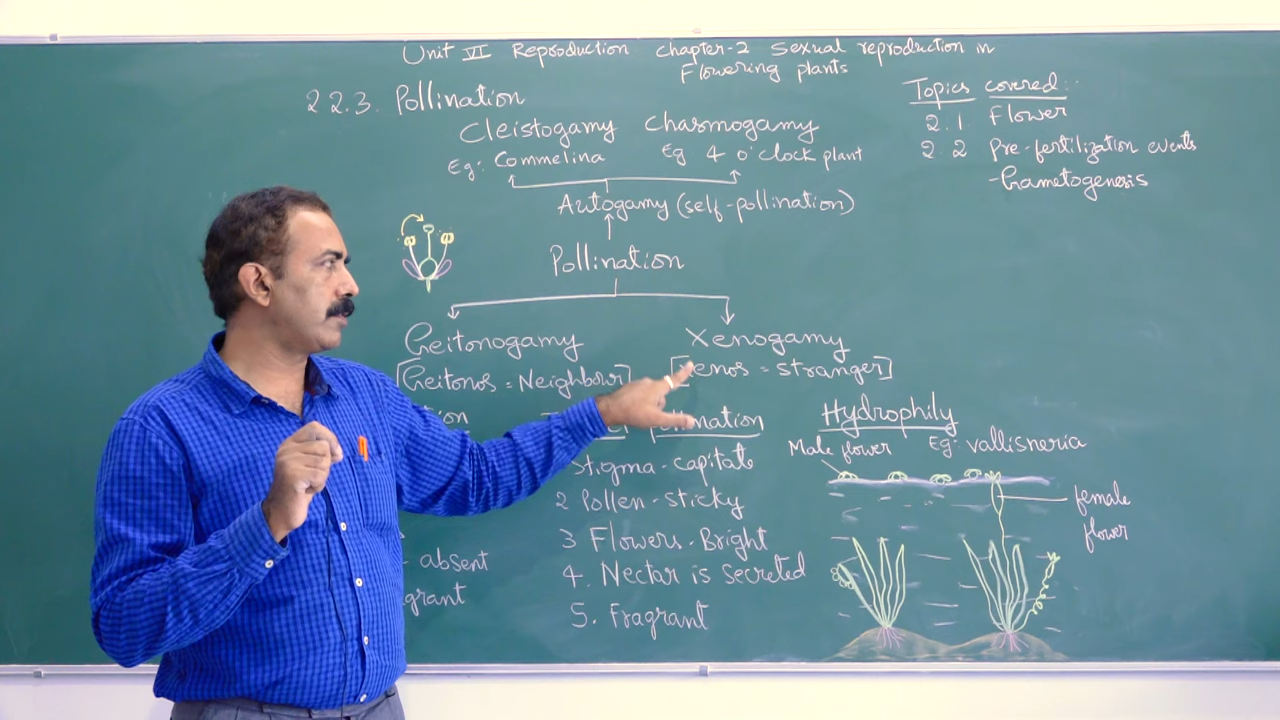 Unit VI Reproduction Chapter-2 Sexual reproduction in
Flowering plants
2 2.3. Pollination
Cleistogamy Chasmogamy
Eg: Commelina Eg 4 o'clock plant
Autogamy (self-pollination)
Pollination
Geitonogamy Xenogamy
[Geitonos = Neighbour] [Xenos = stranger]
Topics covered:
2.1 Flower
2.2 Pre-fertilization events
-Gametogenesis
Stigma-capitate
2 Pollen-sticky
3 Flowers-Bright
absent
4. Nectar is secreted
5. Fragrant
Hydrophily
Male flower Eg: vallisneria
female
flower